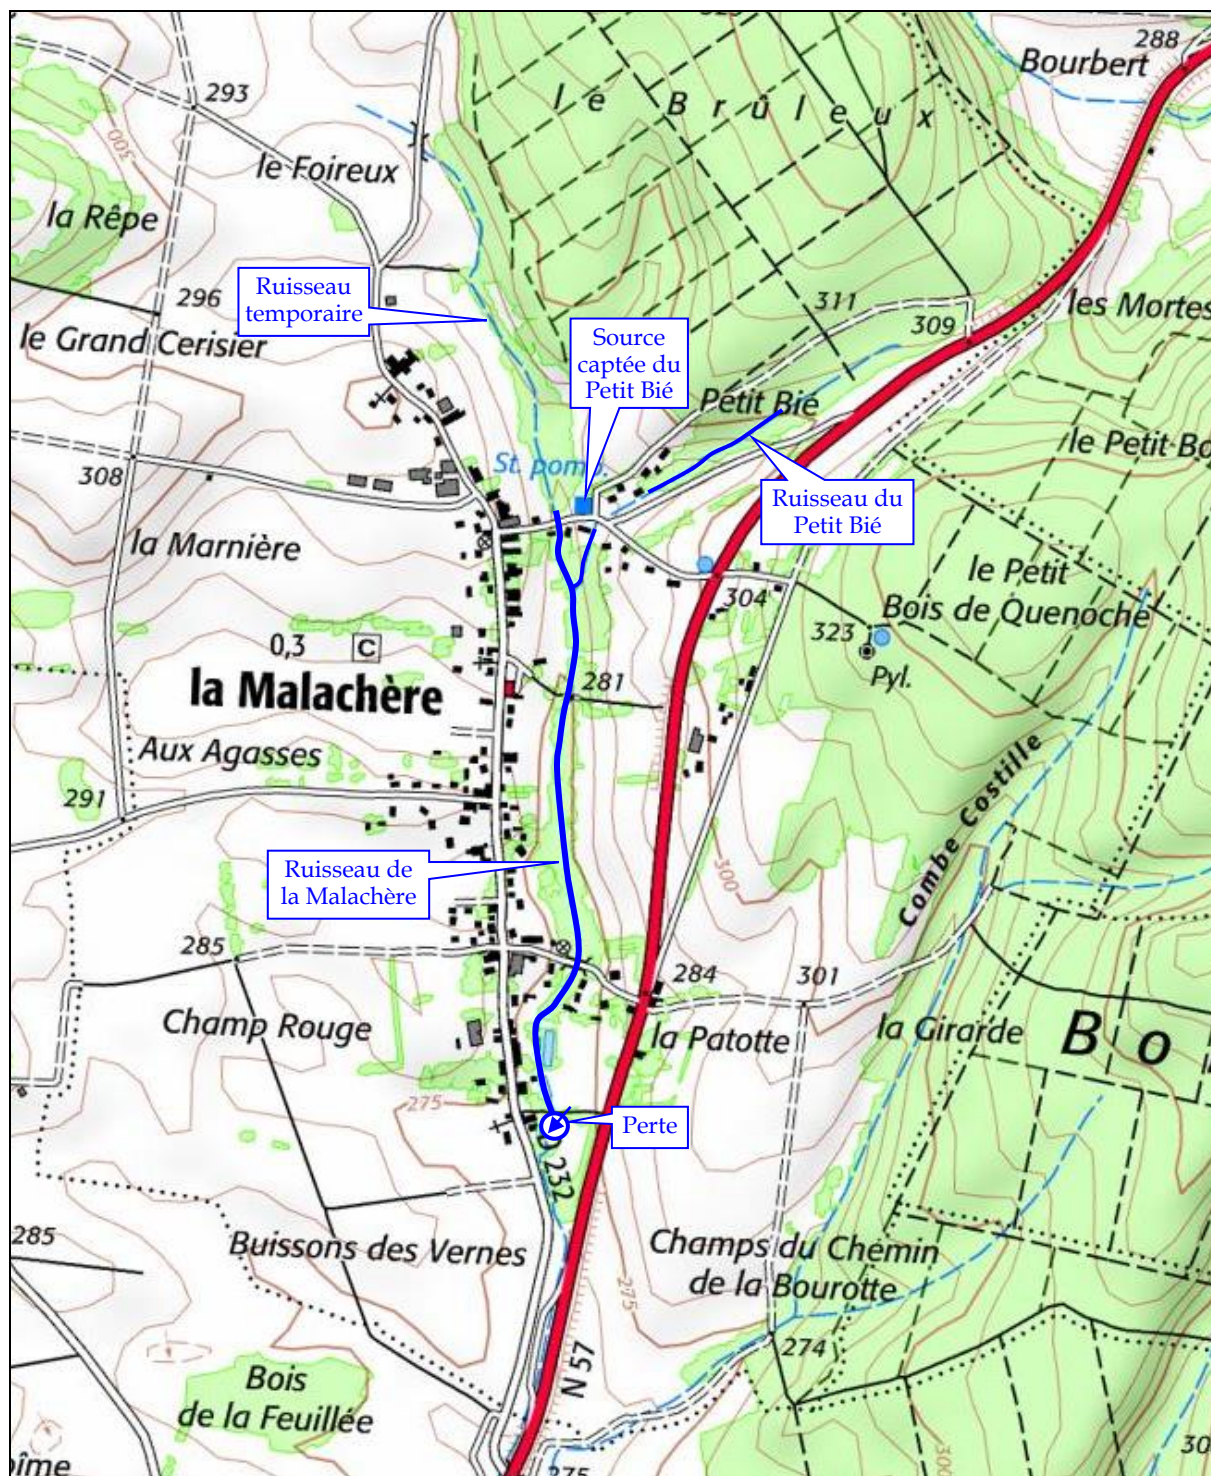 288
Bourbert
293
le Brûleux
300
le Foireux
la Rêpe
Ruisseau
temporaire
296
311
309
les Mortes
le Grand Cerisier
Source
captée du
Petit Bié
Petit Bié
le Petit Bo
308
St. pomp.
Ruisseau du
Petit Bié
la Marnière
le Petit
Bois de Quenoche
304
323
0,3
C
Pyl.
281
la Malachère
Aux Agasses
291
Combe Costille
Ruisseau de
la Malachère
300
285
284
301
Champ Rouge
la Patotte
la Girarde
Bo
275
Perte
D 232
285
Buissons des Vernes
Champs du Chemin
de la Bourotte
275
274
N 57
Bois
de la Feuillée
300
30
oîme
275